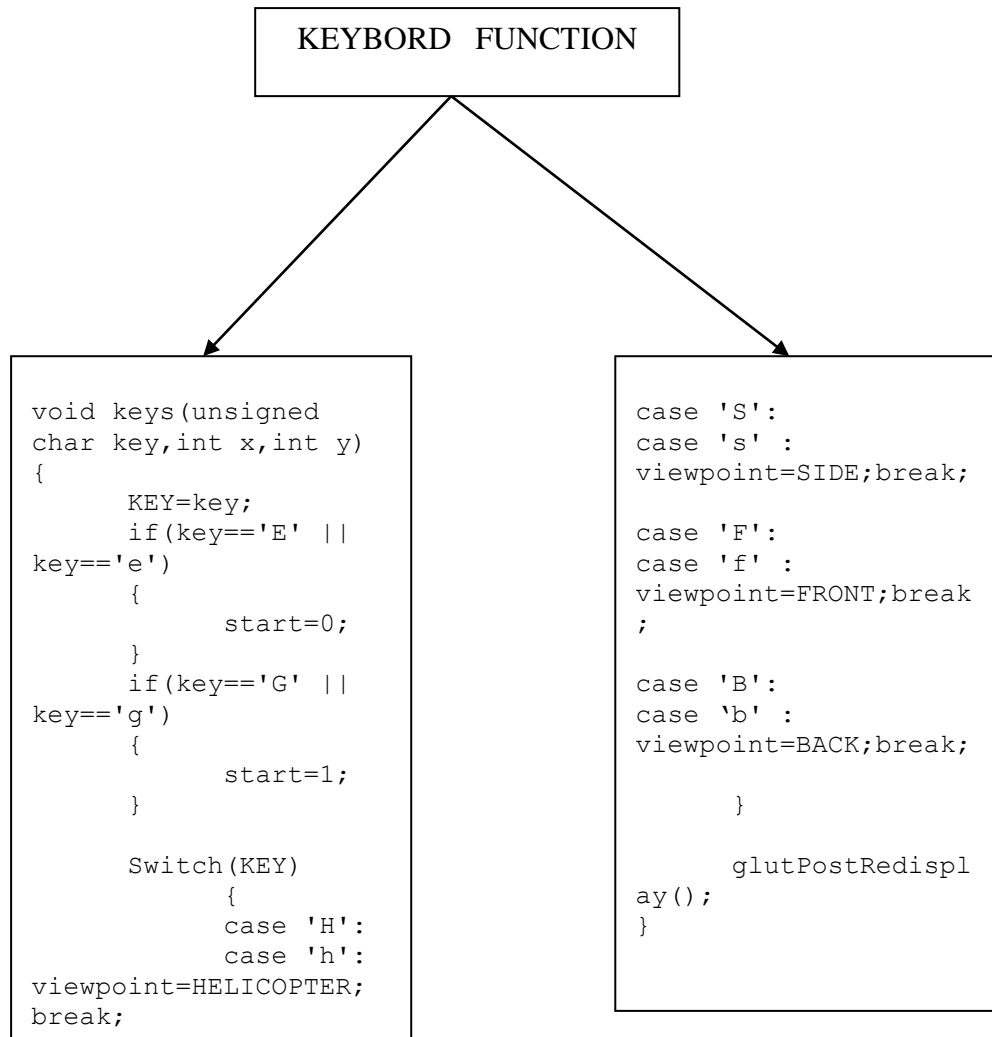 KEYBORD FUNCTION
void keys(unsigned
char key,int x,int y)
{
KEY=key;
if(key=='E' ||
key=='e')
{
start=0;
}
if(key=='G' ||
key=='g')
{
start=1;
}
Switch(KEY)
{
case 'H':
case 'h':
viewpoint=HELICOPTER;
break;
case 'S':
case 's' :
viewpoint=SIDE;break;
case 'F':
case 'f' :
viewpoint=FRONT;break
;
case 'B':
case ‘b' :
viewpoint=BACK;break;
}
glutPostRedispl
ay();
}